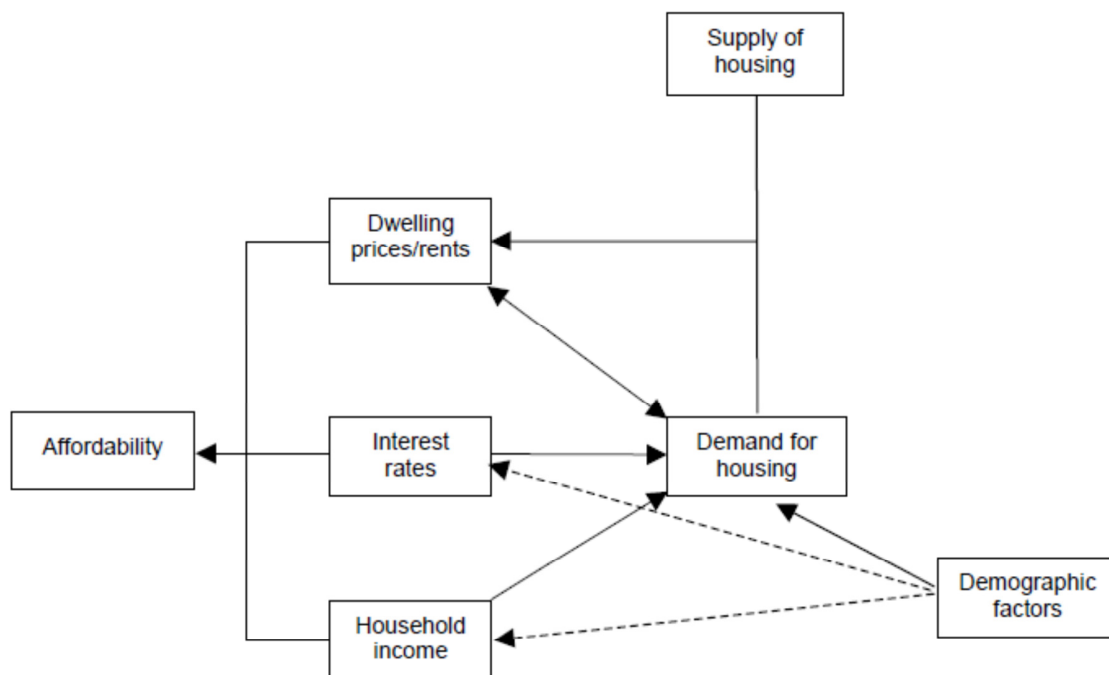 Supply of
housing
Dwelling
prices/rents
Affordability
Interest
rates
Demand for
housing
Demographic
factors
Household
income